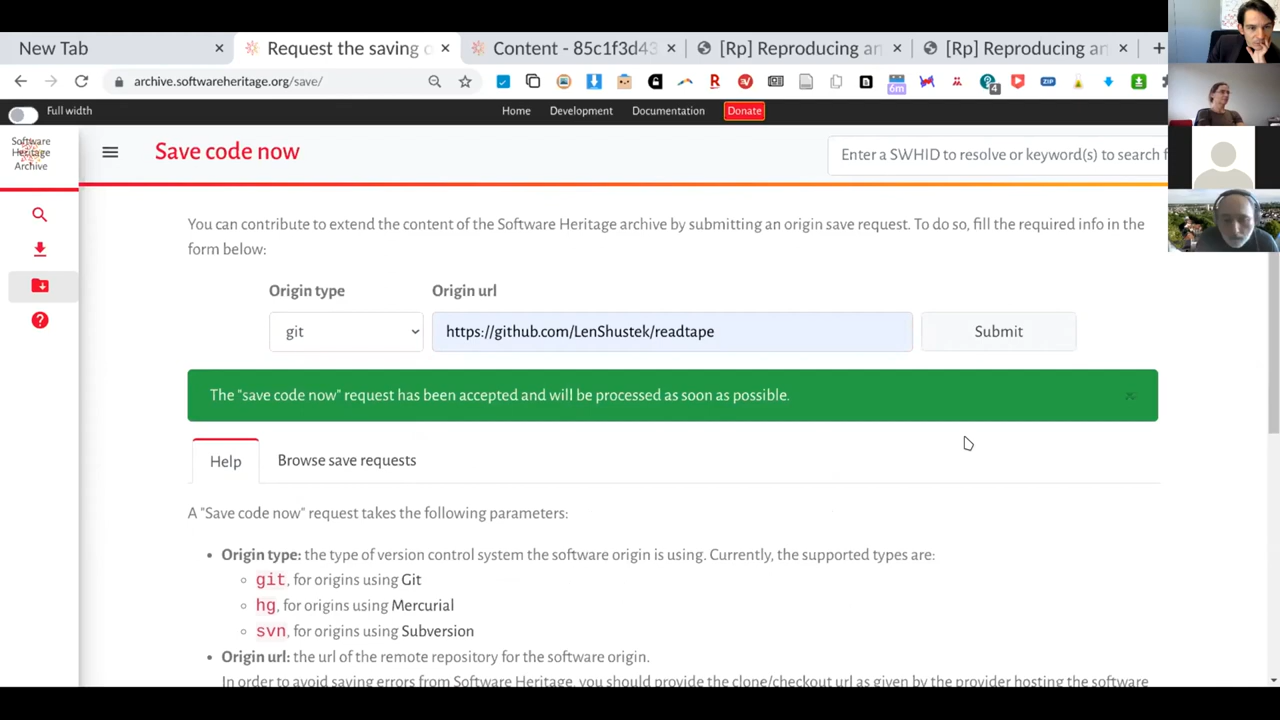 New Tab
Request the saving o
Content - 85c1f3d43
[Rp] Reproducing an
[Rp] Reproducing an
archive.softwareheritage.org/save/
6m
4
ZIP
Full width
Home
Development
Documentation
Donate
Software
Heritage
Archive
Save code now
Enter a SWHID to resolve or keyword(s) to search f
You can contribute to extend the content of the Software Heritage archive by submitting an origin save request. To do so, fill the required info in the
form below:
Origin type
Origin url
git
https://github.com/LenShustek/readtape
Submit
The "save code now" request has been accepted and will be processed as soon as possible.
Help
Browse save requests
A "Save code now" request takes the following parameters:
Origin type: the type of version control system the software origin is using. Currently, the supported types are:
git, for origins using Git
hg, for origins using Mercurial
svn, for origins using Subversion
Origin url: the url of the remote repository for the software origin.
In order to avoid saving errors from Software Heritage, you should provide the clone/checkout url as given by the provider hosting the software